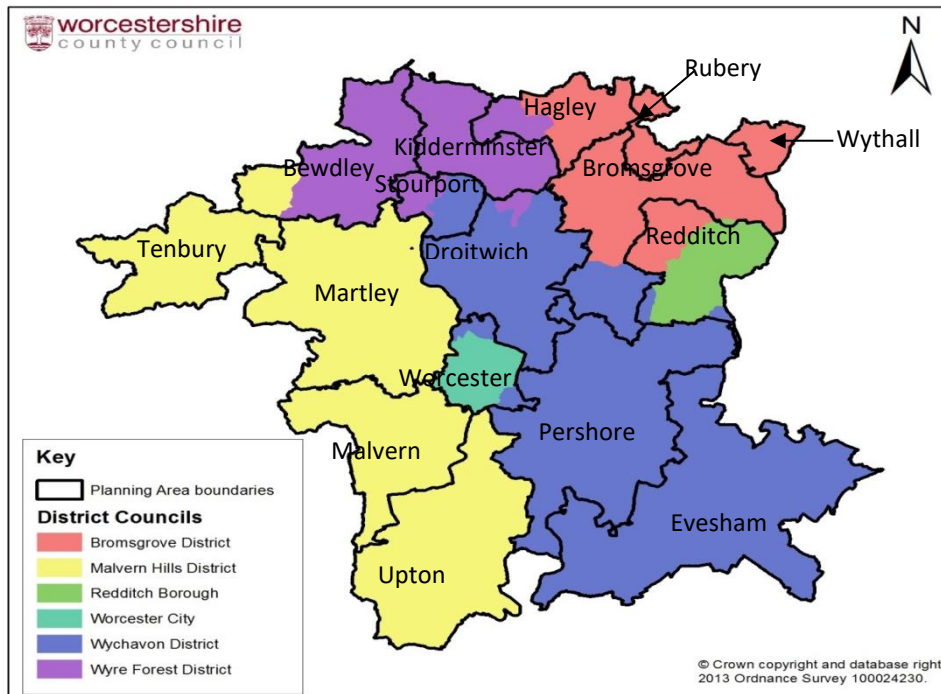 worcestershire
county council
N
Rubery
Hagley
Wythall
Kidderminster
Bewdley
Bromsgrove
Stourport
Tenbury
Redditch
Droitwich
Martley
Worcester
Malvern
Pershore
Evesham
Upton
Key
Planning Area boundaries
District Councils
Bromsgrove District
Malvern Hills District
Redditch Borough
Worcester City
Wychavon District
Wyre Forest District
© Crown copyright and database right
2013 Ordnance Survey 100024230.